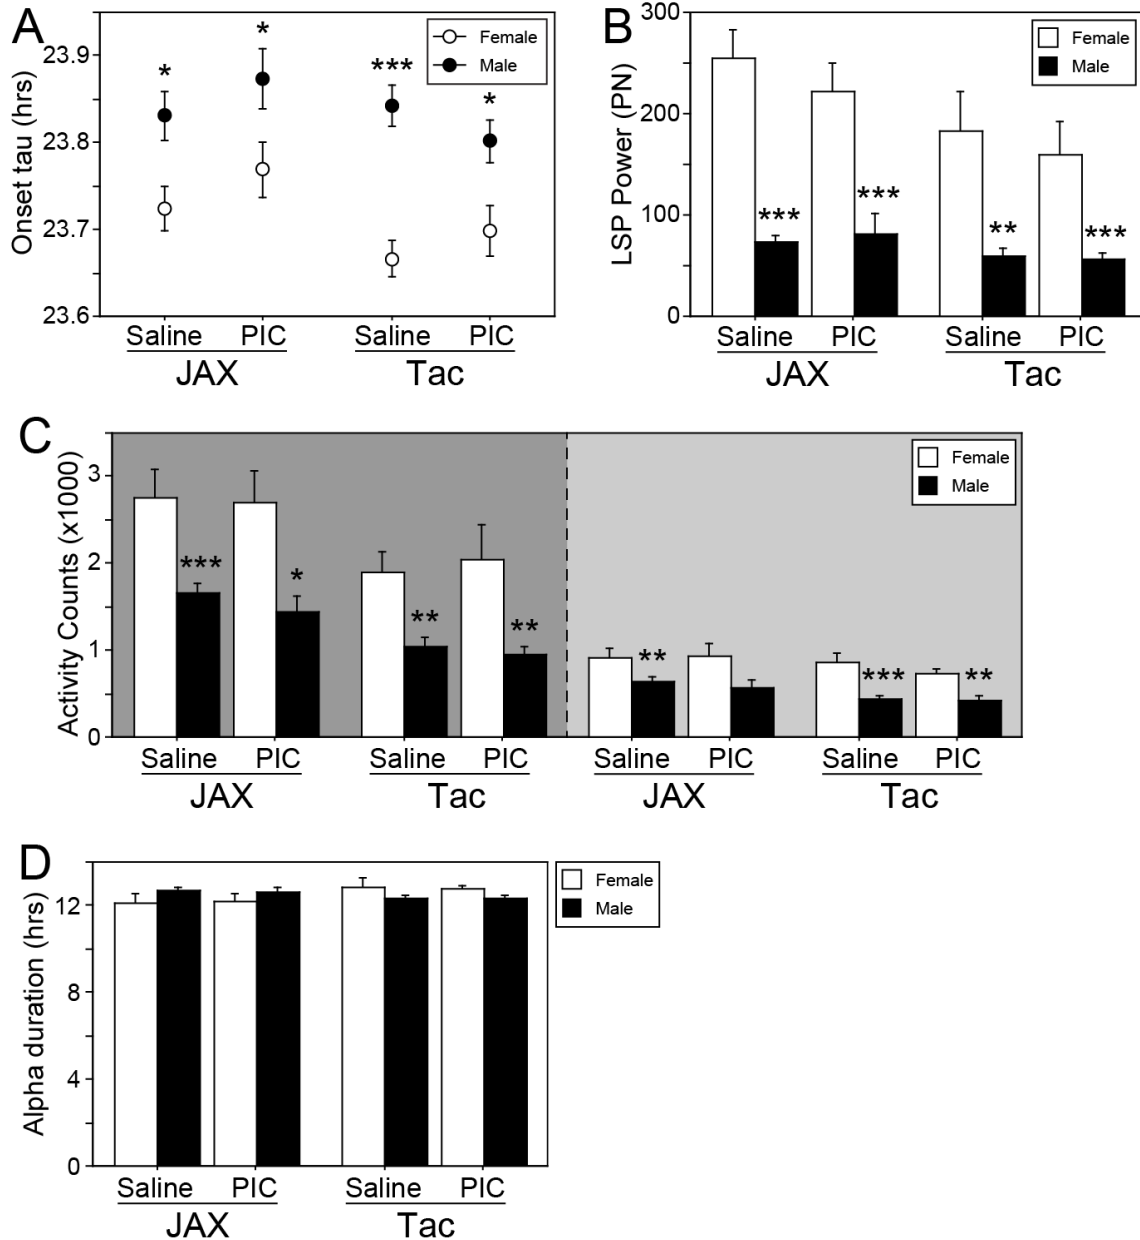 A
Onset tau (hrs)
23.9
23.8
23.7
23.6
Female
Male
*
*
***
*
Saline PIC Saline PIC
JAX Tac
B
LSP Power (PN)
300
200
100
0
Female
Male
***
***
**
***
Saline PIC Saline PIC
JAX Tac
C
Activity Counts (x1000)
3
2
1
0
Female
Male
***
*
**
**
**
***
**
Saline PIC Saline PIC Saline PIC Saline PIC
JAX Tac JAX Tac
D
Alpha duration (hrs)
12
8
4
0
Female
Male
Saline PIC Saline PIC
JAX Tac